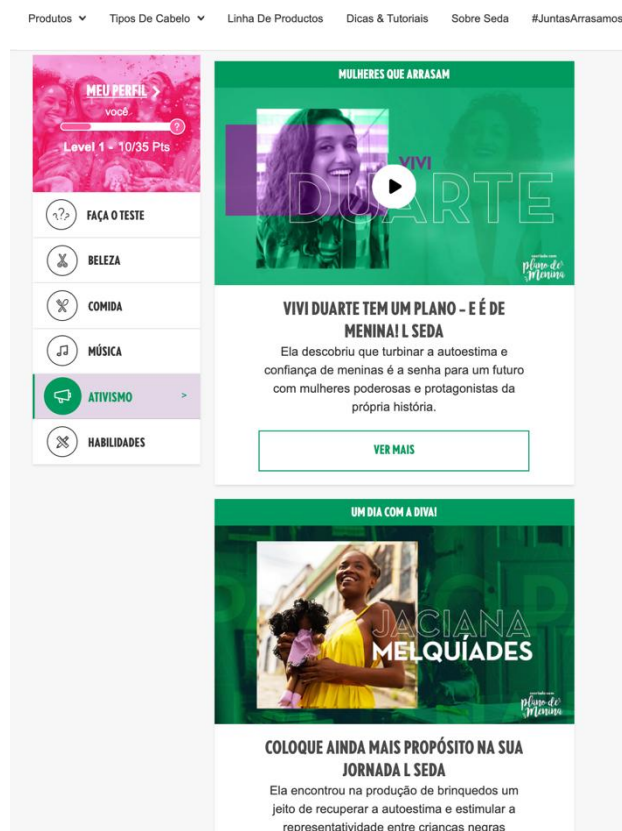 Produtos
Tipos De Cabelo
Linha De Productos
Dicas & Tutoriais
Sobre Seda
#JuntasArrasamos
MEU PERFIL >
você
?
Level 1 - 10/35 Pts
???
FAÇA O TESTE
BELEZA
COMIDA
MÚSICA
ATIVISMO >
HABILIDADES
MULHERES QUE ARRASAM
VIVI
DUARTE
plano de
Menina
VIVI DUARTE TEM UM PLANO – E É DE
MENINA! L SEDA
Ela descobriu que turbinar a autoestima e
confiança de meninas é a senha para um futuro
com mulheres poderosas e protagonistas da
própria história.
VER MAIS
UM DIA COM A DIVA!
JACIANA
MELQUÍADES
plano de
Menina
COLOQUE AINDA MAIS PROPÓSITO NA SUA
JORNADA L SEDA
Ela encontrou na produção de brinquedos um
jeito de recuperar a autoestima e estimular a
representatividade entre crianças negras